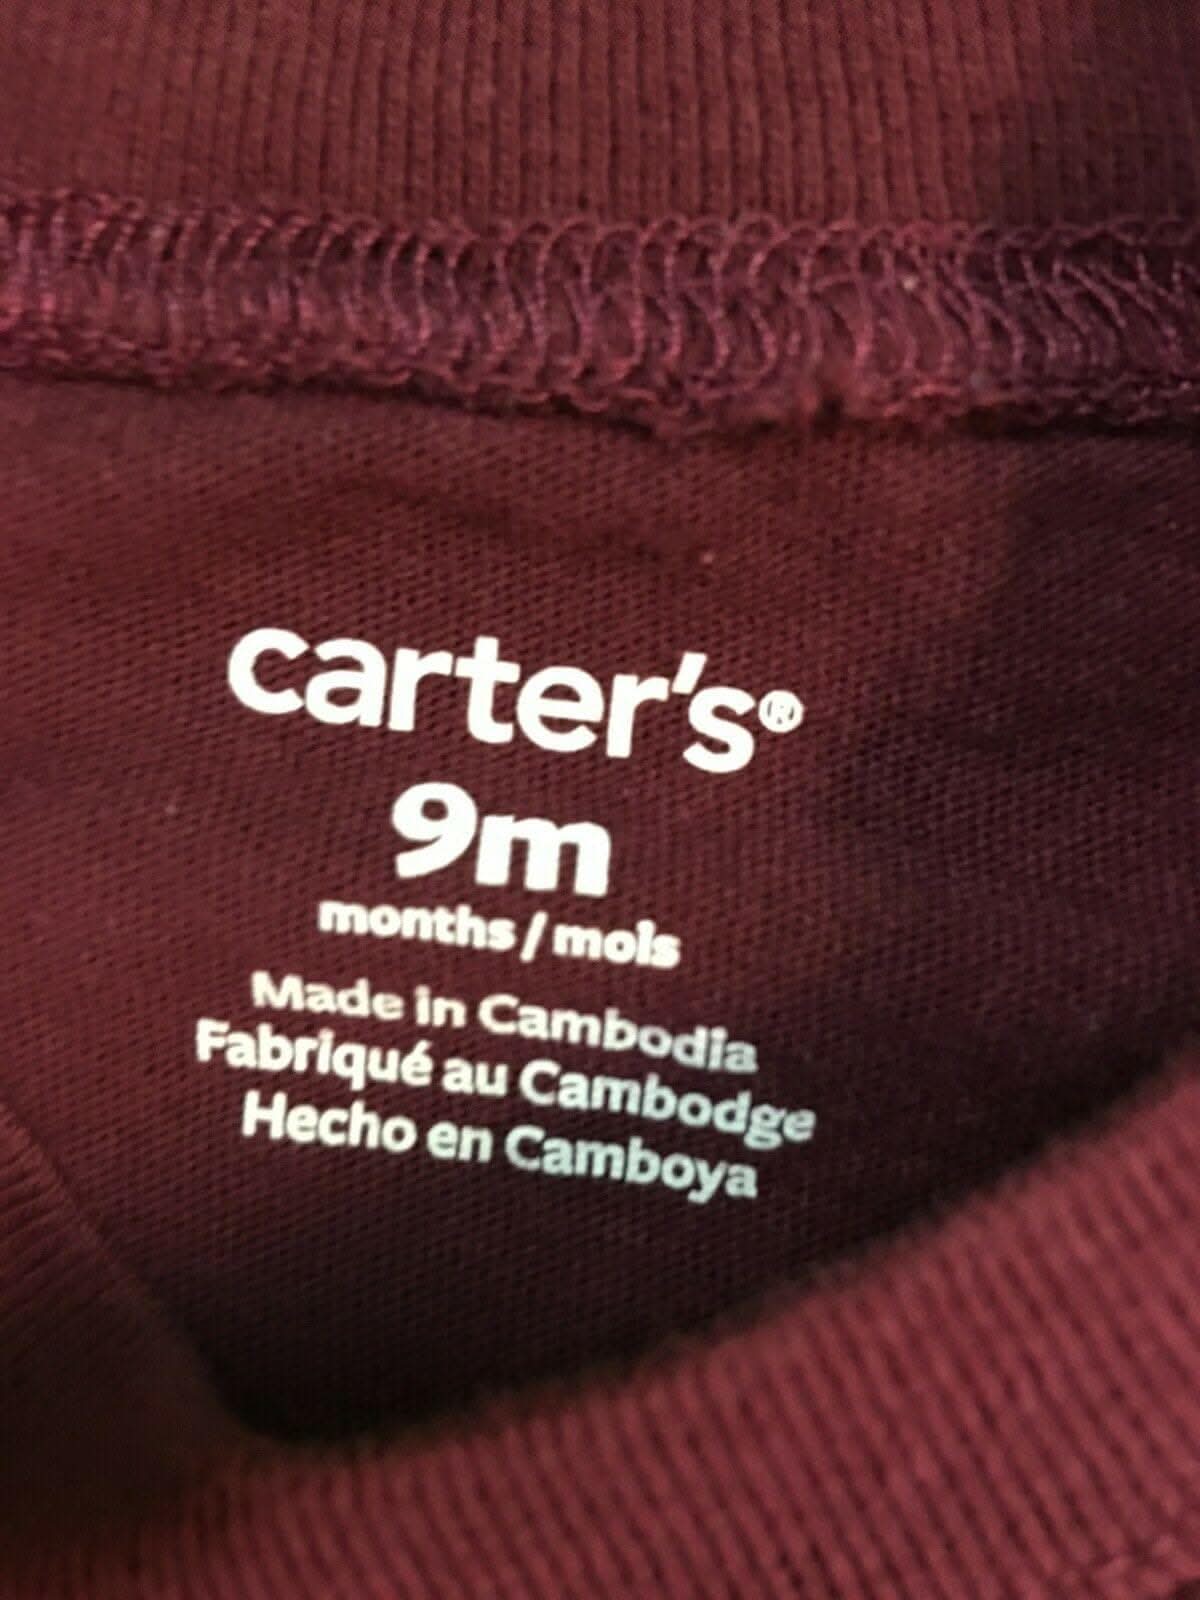 carter's®
9m
months / mois
Made in Cambodia
Fabriqué au Cambodge
Hecho en Camboya